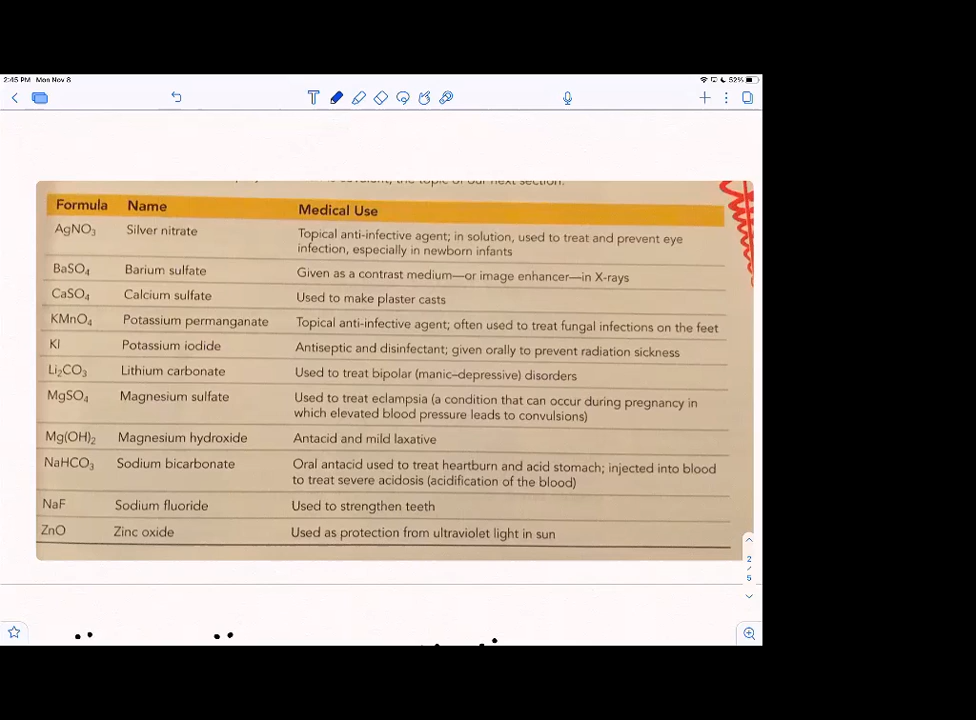 2:45 PM Mon Nov 8
52%
T
Formula Name Medical Use
AgNO₃ Silver nitrate Topical anti-infective agent; in solution, used to treat and prevent eye
infection, especially in newborn infants
BaSO₄ Barium sulfate Given as a contrast medium—or image enhancer—in X-rays
CaSO₄ Calcium sulfate Used to make plaster casts
KMnO₄ Potassium permanganate Topical anti-infective agent; often used to treat fungal infections on the feet
KI Potassium iodide Antiseptic and disinfectant; given orally to prevent radiation sickness
Li₂CO₃ Lithium carbonate Used to treat bipolar (manic–depressive) disorders
MgSO₄ Magnesium sulfate Used to treat eclampsia (a condition that can occur during pregnancy in
which elevated blood pressure leads to convulsions)
Mg(OH)₂ Magnesium hydroxide Antacid and mild laxative
NaHCO₃ Sodium bicarbonate Oral antacid used to treat heartburn and acid stomach; injected into blood
to treat severe acidosis (acidification of the blood)
NaF Sodium fluoride Used to strengthen teeth
ZnO Zinc oxide Used as protection from ultraviolet light in sun
2
/
5